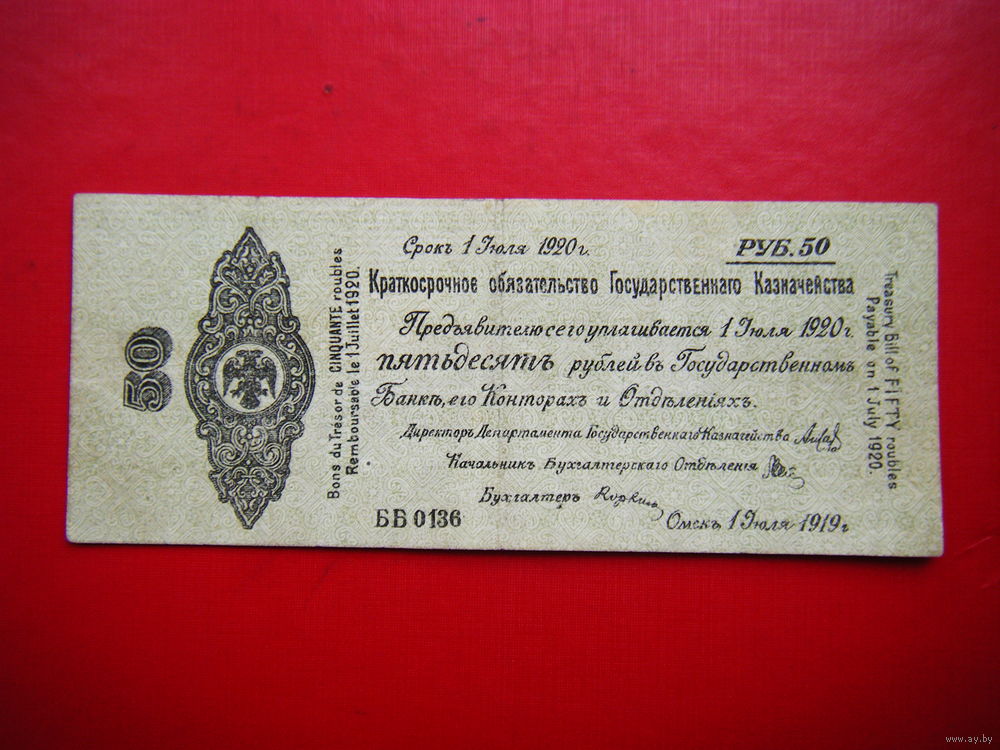 50
Bons du Trésor de CINQUANTE roubles
Remboursable le 1 Juillet 1920.
Срокъ 1 Іюля 1920 г.
РУБ. 50
Краткосрочное обязательство Государственнаго Казначейства
Предъявителю сего уплачивается 1 Іюля 1920 г.
пятьдесятъ рублей въ Государственномъ
Банкѣ, его Конторахъ и Отдѣленіяхъ.
Директоръ Департамента Государственнаго Казначейства
Начальникъ Бухгалтерскаго Отдѣленія
Бухгалтеръ
ББ 0136
Омскъ, 1 Іюля 1919 г
Treasury Bill of FIFTY roubles
Payable on 1 July 1920.
www.ay.by